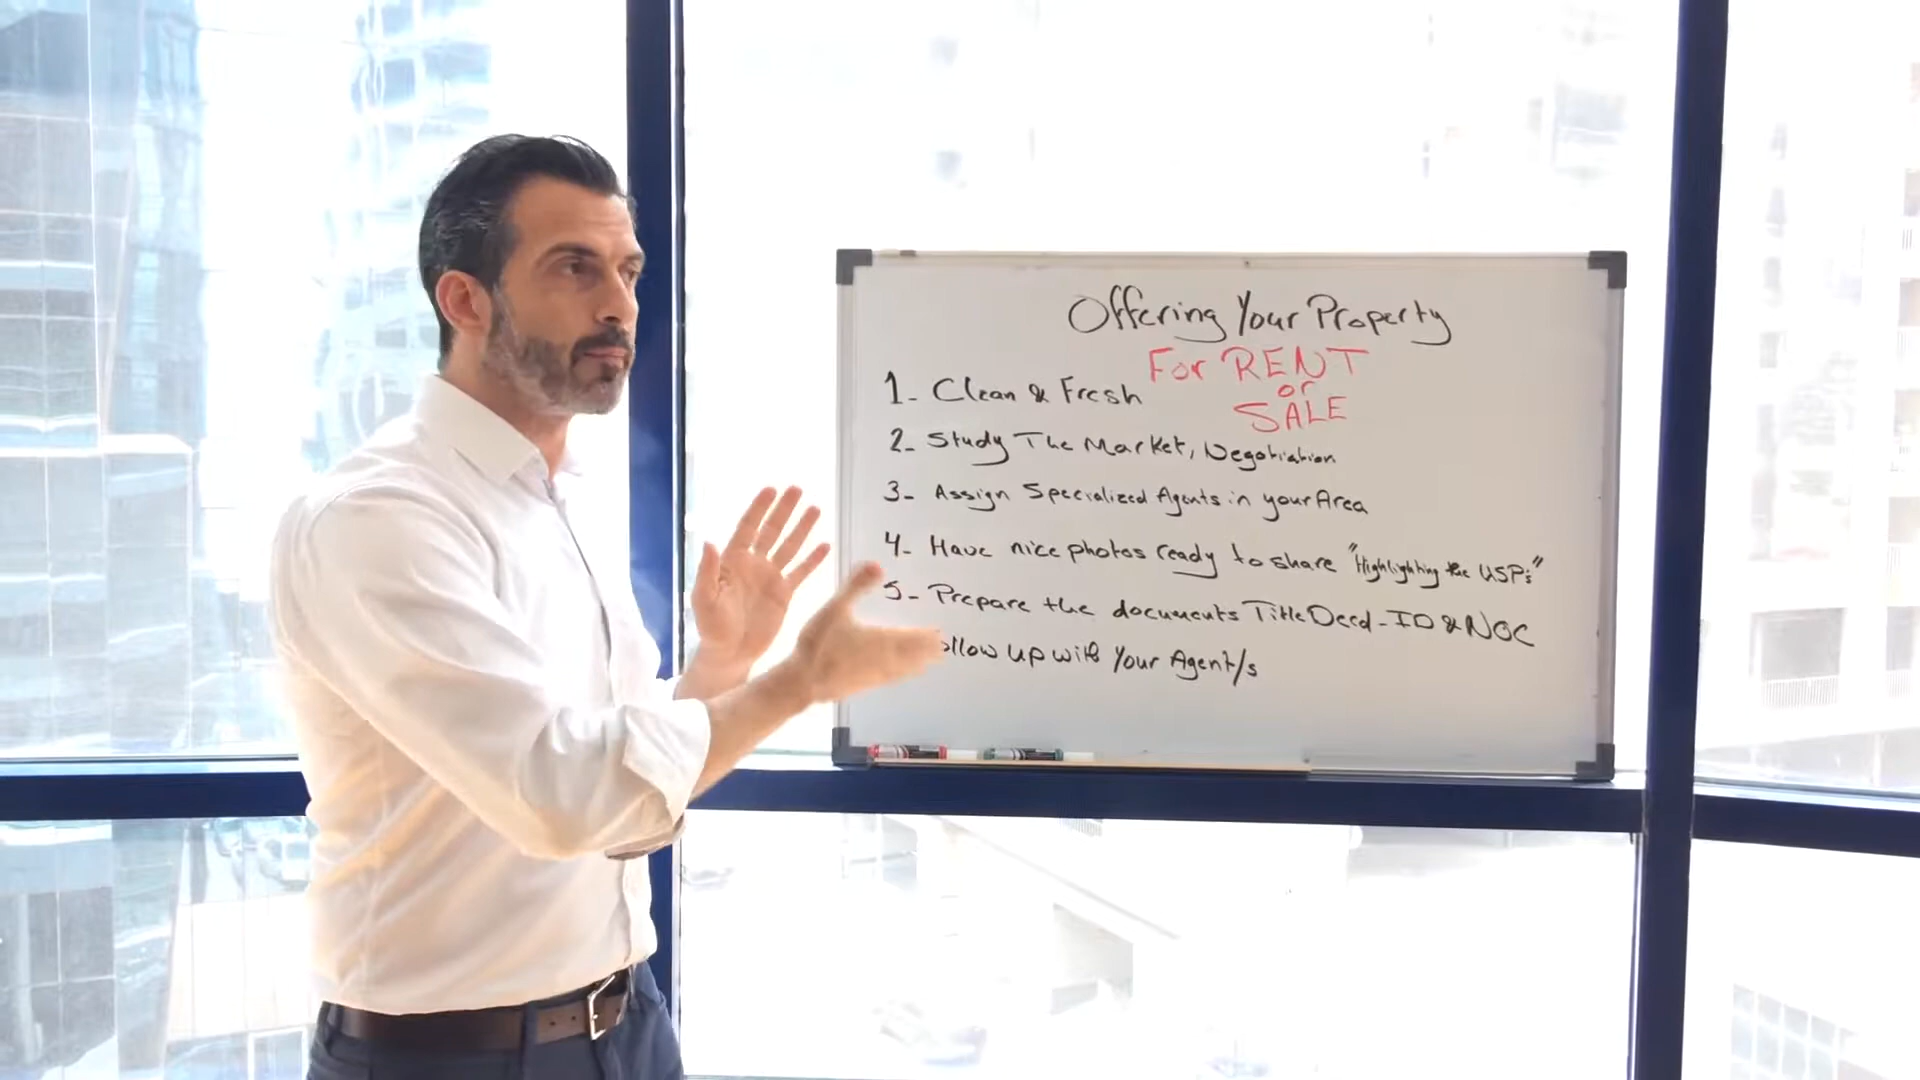 Offering Your Property
For RENT
or
SALE
1- Clean & Fresh
2- Study The Market, Negotiation
3- Assign Specialized Agents in your Area
4- Have nice photos ready to share "Highlighting the USP's"
5- Prepare the documents Title Deed - ID & NOC
ollow up with Your Agent/s